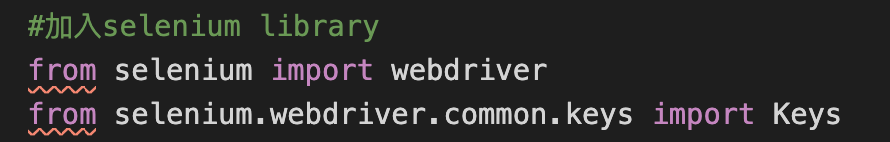 #加入selenium library
from selenium import webdriver
from selenium.webdriver.common.keys import Keys